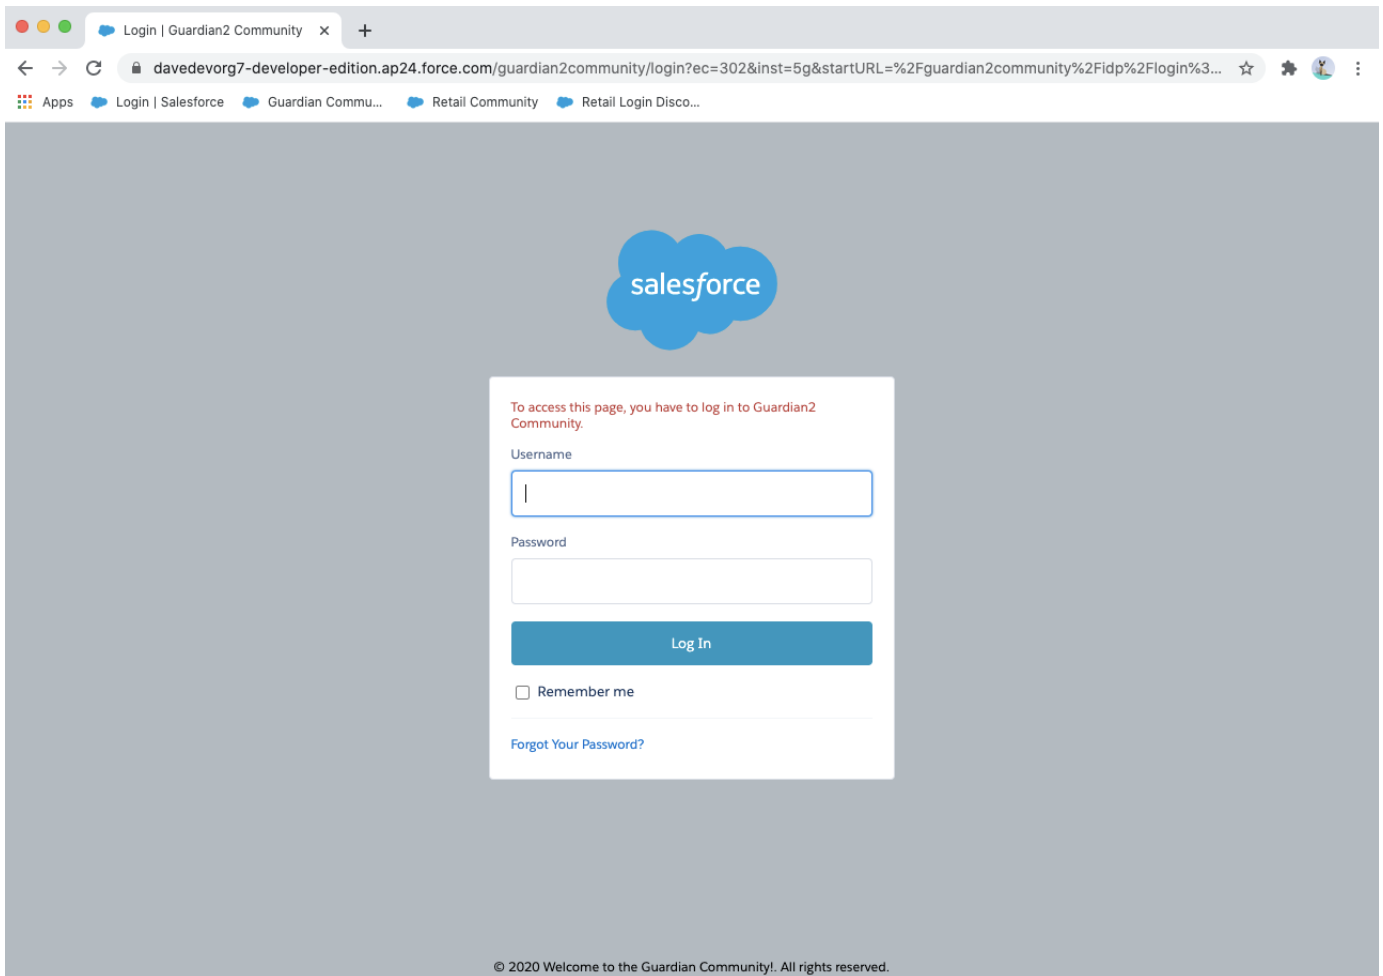 Login | Guardian2 Community
davedevorg7-developer-edition.ap24.force.com/guardian2community/login?ec=302&inst=5g&startURL=%2Fguardian2community%2Fidp%2Flogin%3...
Apps Login | Salesforce Guardian Commu... Retail Community Retail Login Disco...
salesforce
To access this page, you have to log in to Guardian2
Community.
Username
Password
Log In
Remember me
Forgot Your Password?
© 2020 Welcome to the Guardian Community!. All rights reserved.